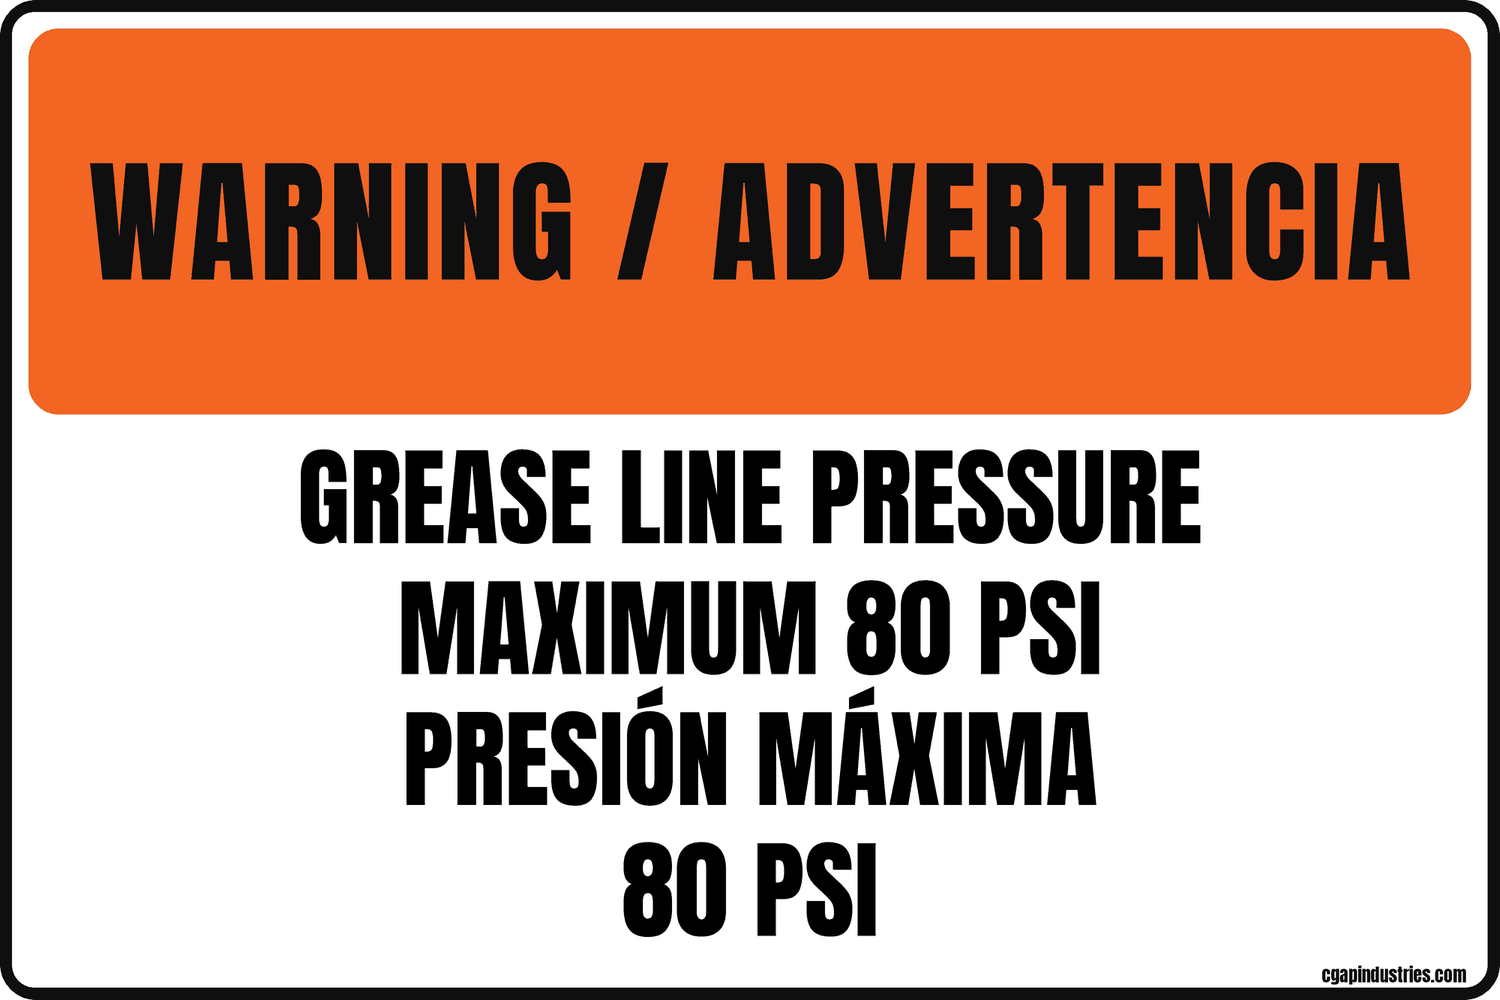 WARNING / ADVERTENCIA
GREASE LINE PRESSURE
MAXIMUM 80 PSI
PRESIÓN MÁXIMA
80 PSI
cgapindustries.com